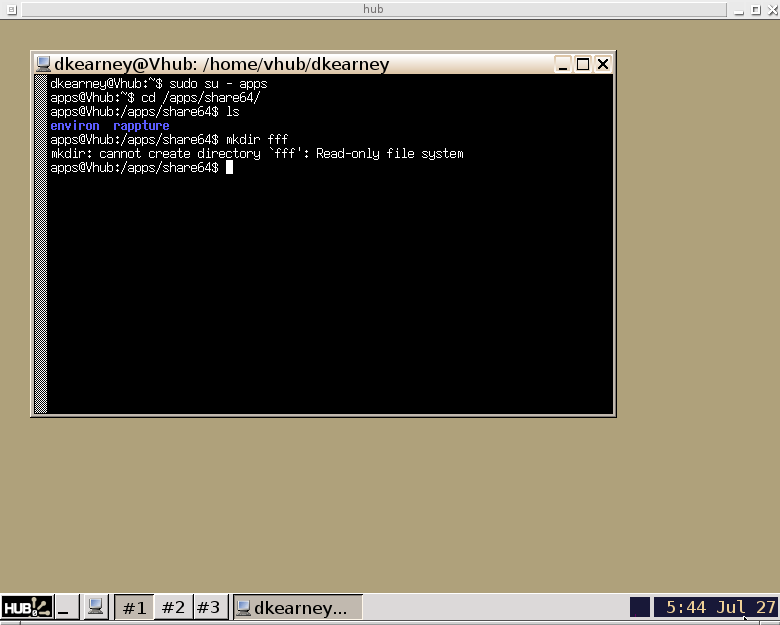 hub
dkearney@Vhub: /home/vhub/dkearney
dkearney@Vhub:~$ sudo su - apps
apps@Vhub:~$ cd /apps/share64/
apps@Vhub:/apps/share64$ ls
environ  rappture
apps@Vhub:/apps/share64$ mkdir fff
mkdir: cannot create directory `fff': Read-only file system
apps@Vhub:/apps/share64$
HUB0 #1 #2 #3 dkearney... 5:44 Jul 27